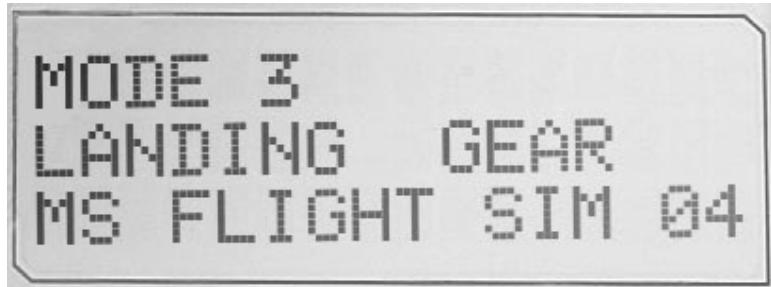 MODE 3
LANDING GEAR
MS FLIGHT SIM 04